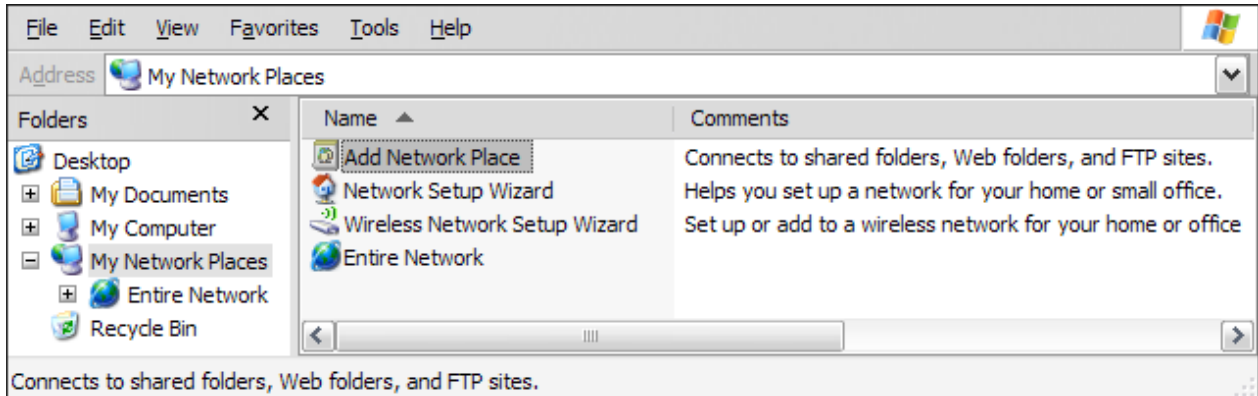 File Edit View Favorites Tools Help
Address My Network Places
Folders × Name Comments
Desktop Add Network Place Connects to shared folders, Web folders, and FTP sites.
My Documents Network Setup Wizard Helps you set up a network for your home or small office.
My Computer Wireless Network Setup Wizard Set up or add to a wireless network for your home or office
My Network Places Entire Network
Entire Network
Recycle Bin
Connects to shared folders, Web folders, and FTP sites.